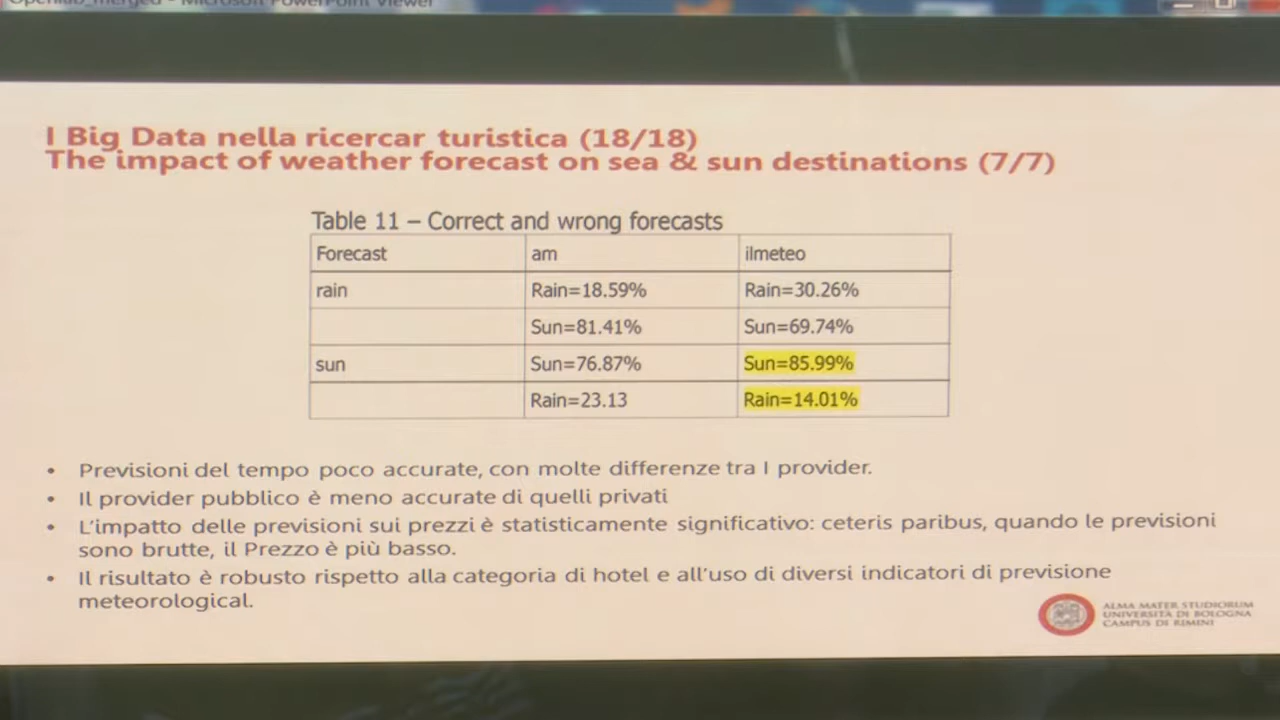 Openlab_merged - Microsoft PowerPoint Viewer
I Big Data nella ricercar turistica (18/18)
The impact of weather forecast on sea & sun destinations (7/7)
Table 11 – Correct and wrong forecasts
Forecast am ilmeteo
rain Rain=18.59% Rain=30.26%
Sun=81.41% Sun=69.74%
sun Sun=76.87% Sun=85.99%
Rain=23.13 Rain=14.01%
• Previsioni del tempo poco accurate, con molte differenze tra I provider.
• Il provider pubblico è meno accurate di quelli privati
• L’impatto delle previsioni sui prezzi è statisticamente significativo: ceteris paribus, quando le previsioni
sono brutte, il Prezzo è più basso.
• Il risultato è robusto rispetto alla categoria di hotel e all’uso di diversi indicatori di previsione
meteorological.
ALMA MATER STUDIORUM
UNIVERSITÀ DI BOLOGNA
CAMPUS DI RIMINI